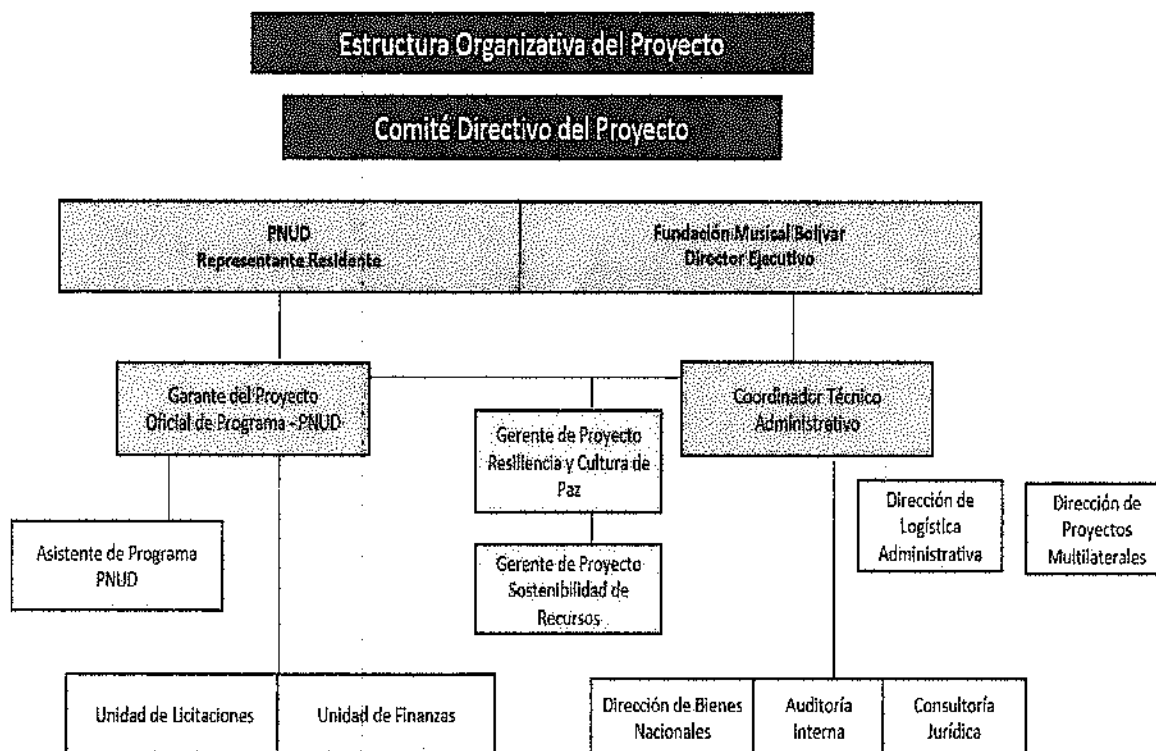 Estructura Organizativa del Proyecto
Comité Directivo del Proyecto
PNUD
Representante Residente
Fundación Musical Bolívar
Director Ejecutivo
Garante del Proyecto
Oficial de Programa - PNUD
Coordinador Técnico
Administrativo
Gerente de Proyecto
Resiliencia y Cultura de
Paz
Dirección de
Logística
Administrativa
Dirección de
Proyectos
Multilaterales
Asistente de Programa
PNUD
Gerente de Proyecto
Sostenibilidad de
Recursos
Unidad de Licitaciones
Unidad de Finanzas
Dirección de Bienes
Nacionales
Auditoría
Interna
Consultoría
Jurídica